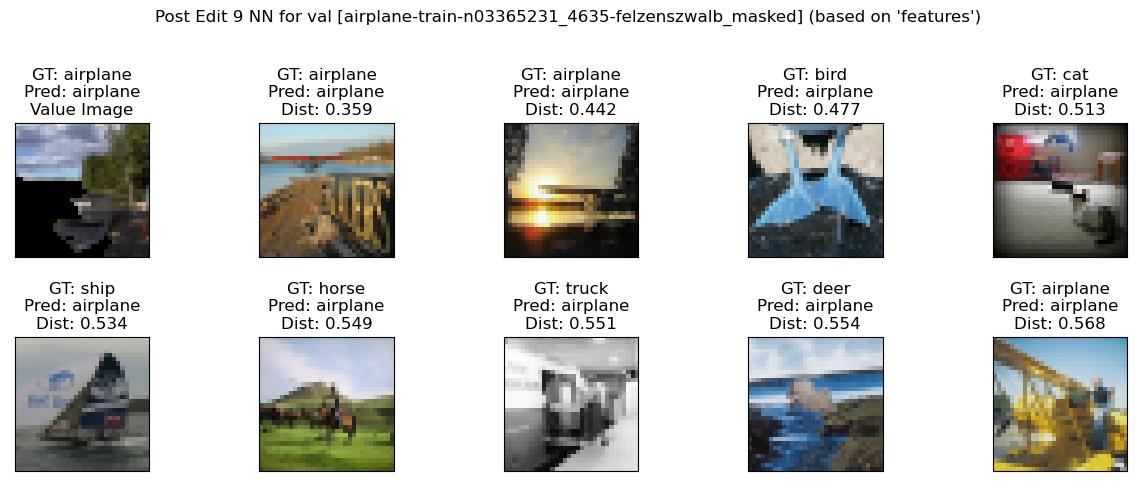 Post Edit 9 NN for val [airplane-train-n03365231_4635-felzenszwalb_masked] (based on 'features')
GT: airplane
Pred: airplane
Value Image
GT: airplane
Pred: airplane
Dist: 0.359
GT: airplane
Pred: airplane
Dist: 0.442
GT: bird
Pred: airplane
Dist: 0.477
GT: cat
Pred: airplane
Dist: 0.513
GT: ship
Pred: airplane
Dist: 0.534
GT: horse
Pred: airplane
Dist: 0.549
GT: truck
Pred: airplane
Dist: 0.551
GT: deer
Pred: airplane
Dist: 0.554
GT: airplane
Pred: airplane
Dist: 0.568